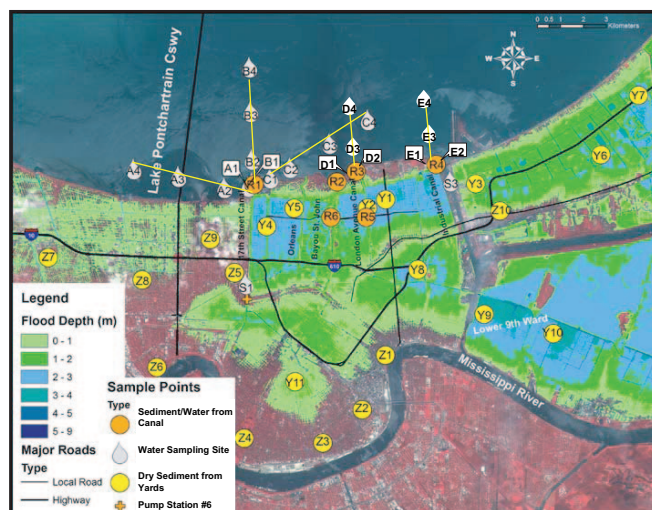 0 0.5 1 2 3
Kilometers
N
W E
S
Lake Pontchartrain Cswy
B4
B3
B2
B1
A4
A3
A2
A1
R1
C1
C2
C3
C4
D4
D3
D1
D2
R2
R3
E4
E3
E1
E2
R4
S3
Y7
Y6
Y3
Y5
Y4
R6
Y2
Y1
R5
Z10
17th Street Canal
Orleans
Bayou St. John
London Avenue Canal
Industrial Canal
10
610
Z9
Z7
Z8
Z5
S1
Y8
Y9
Lower 9th Ward
Y10
Mississippi River
Z1
Z6
Y11
Z2
Z4
Z3
Legend
Flood Depth (m)
0 - 1
1 - 2
2 - 3
3 - 4
4 - 5
5 - 9
Major Roads
Type
Local Road
Highway
Sample Points
Type
Sediment/Water from
Canal
Water Sampling Site
Dry Sediment from
Yards
Pump Station #6